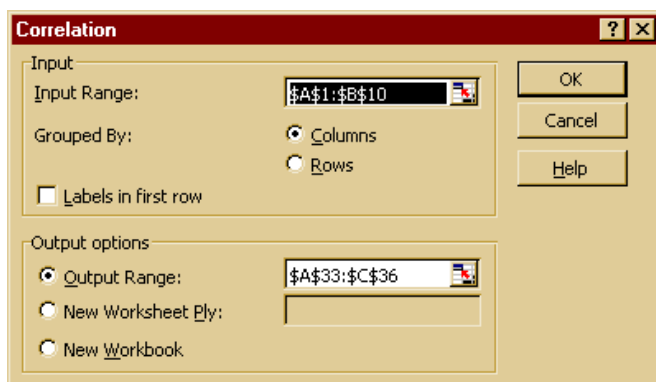 Correlation
Input
Input Range: $A$1:$B$10
OK
Cancel
Grouped By: Columns
Rows
Help
Labels in first row
Output options
Output Range: $A$33:$C$36
New Worksheet Ply:
New Workbook